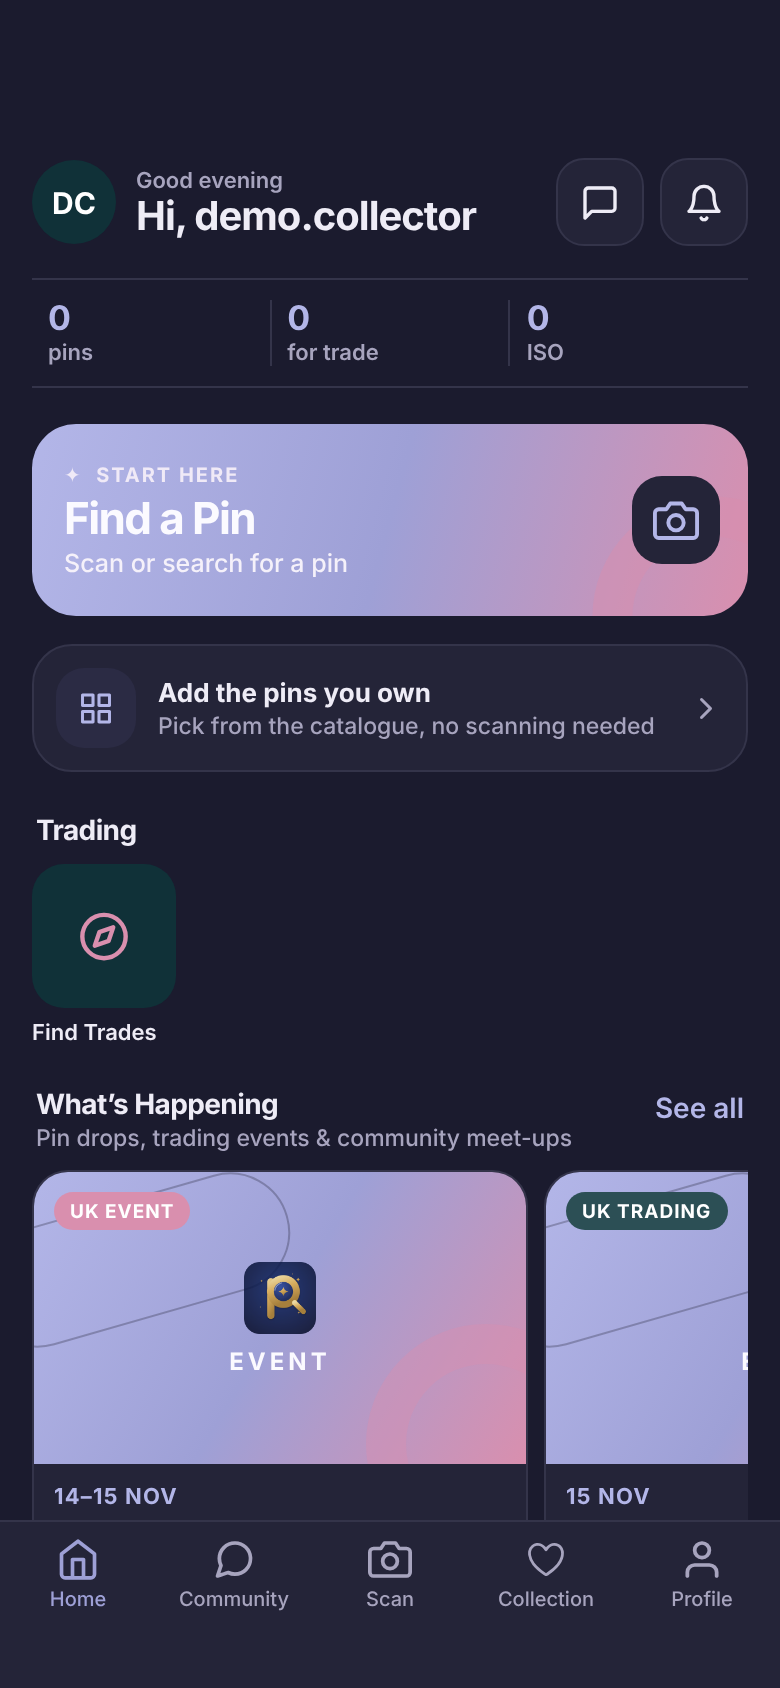 DC
Good evening
Hi, demo.collector
0
pins
0
for trade
0
ISO
✦ START HERE
Find a Pin
Scan or search for a pin
Add the pins you own
Pick from the catalogue, no scanning needed
Trading
Find Trades
What's Happening
See all
Pin drops, trading events & community meet-ups
UK EVENT
EVENT
14–15 NOV
UK TRADING
15 NOV
Home
Community
Scan
Collection
Profile